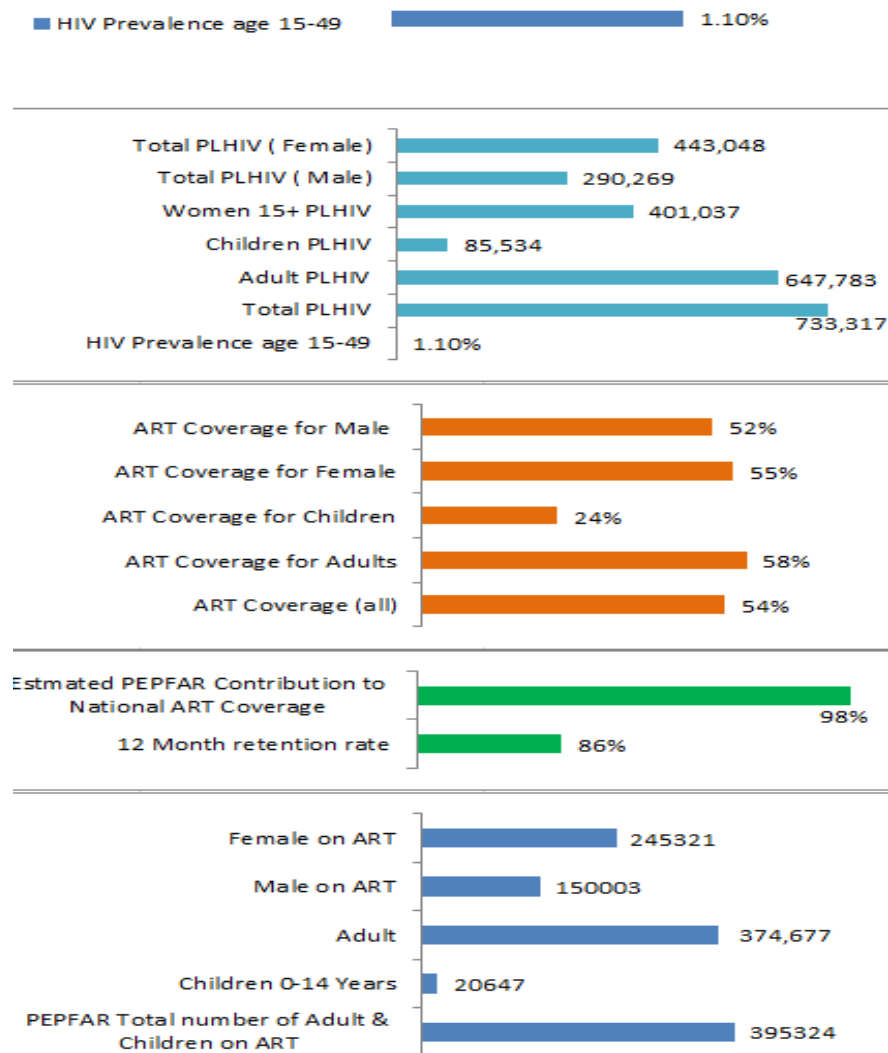 HIV Prevalence age 15-49 1.10%
Total PLHIV ( Female) 443,048
Total PLHIV ( Male) 290,269
Women 15+ PLHIV 401,037
Children PLHIV 85,534
Adult PLHIV 647,783
Total PLHIV 733,317
HIV Prevalence age 15-49 1.10%
ART Coverage for Male 52%
ART Coverage for Female 55%
ART Coverage for Children 24%
ART Coverage for Adults 58%
ART Coverage (all) 54%
Estmated PEPFAR Contribution to
National ART Coverage 98%
12 Month retention rate 86%
Female on ART 245321
Male on ART 150003
Adult 374,677
Children 0-14 Years 20647
PEPFAR Total number of Adult &
Children on ART 395324